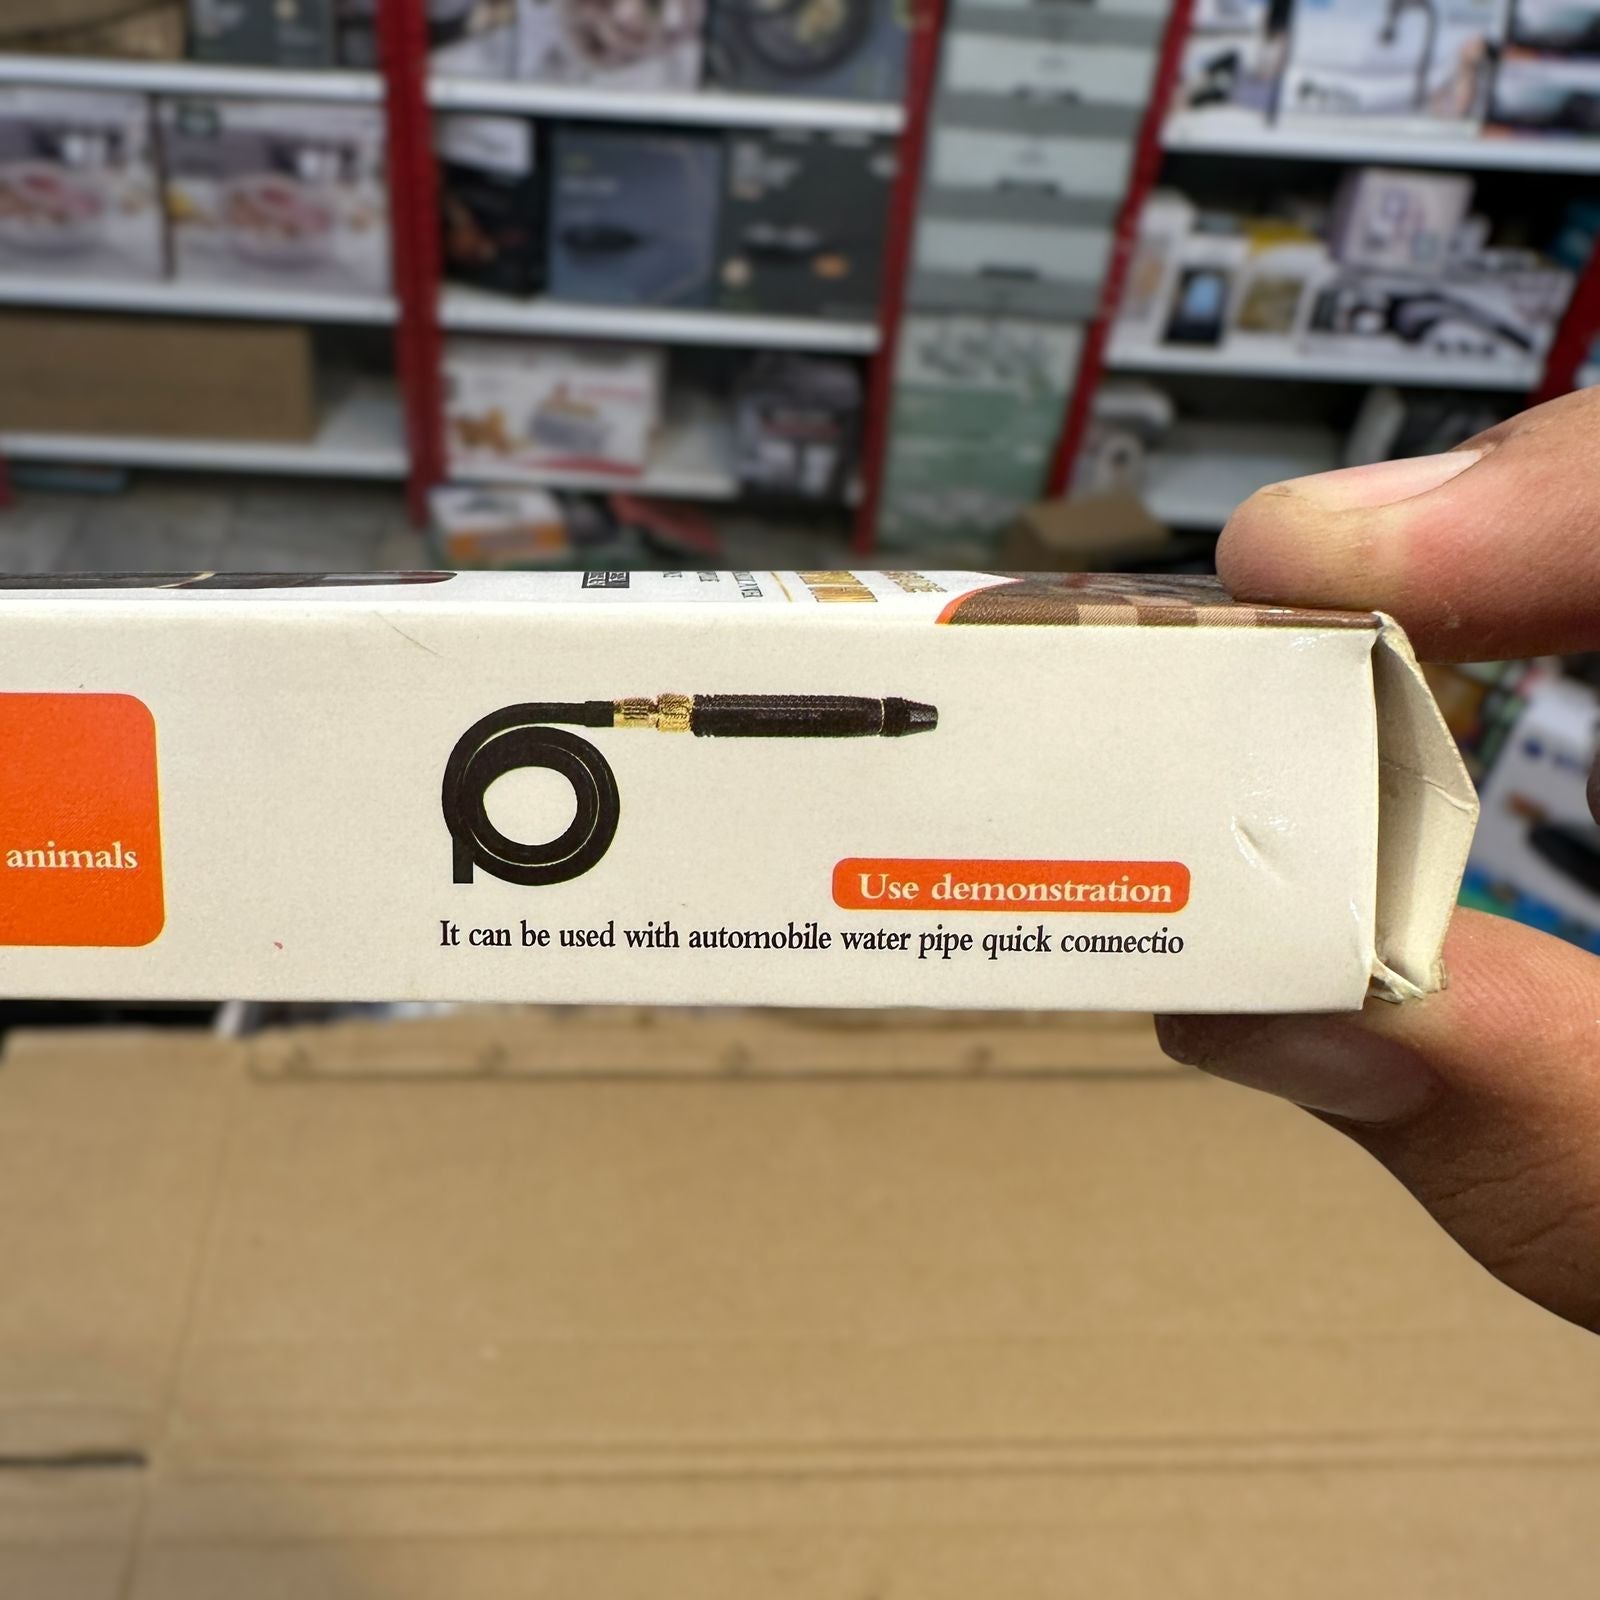 animals
Use demonstration
It can be used with automobile water pipe quick connectio